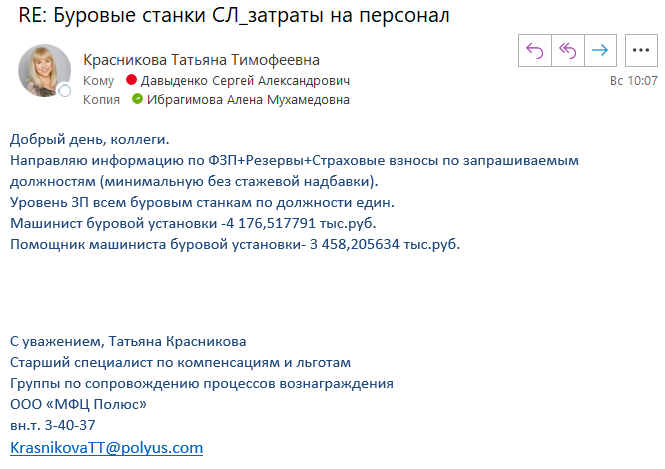 RE: Буровые станки СЛ_затраты на персонал
Красникова Татьяна Тимофеевна
Кому Давыденко Сергей Александрович
Вс 10:07
Копия Ибрагимова Алена Мухамедовна
Добрый день, коллеги.
Направляю информацию по ФЗП+Резервы+Страховые взносы по запрашиваемым
должностям (минимальную без стажевой надбавки).
Уровень ЗП всем буровым станкам по должности един.
Машинист буровой установки -4 176,517791 тыс.руб.
Помощник машиниста буровой установки- 3 458,205634 тыс.руб.
С уважением, Татьяна Красникова
Старший специалист по компенсациям и льготам
Группы по сопровождению процессов вознаграждения
ООО «МФЦ Полюс»
вн.т. 3-40-37
KrasnikovaTT@polyus.com